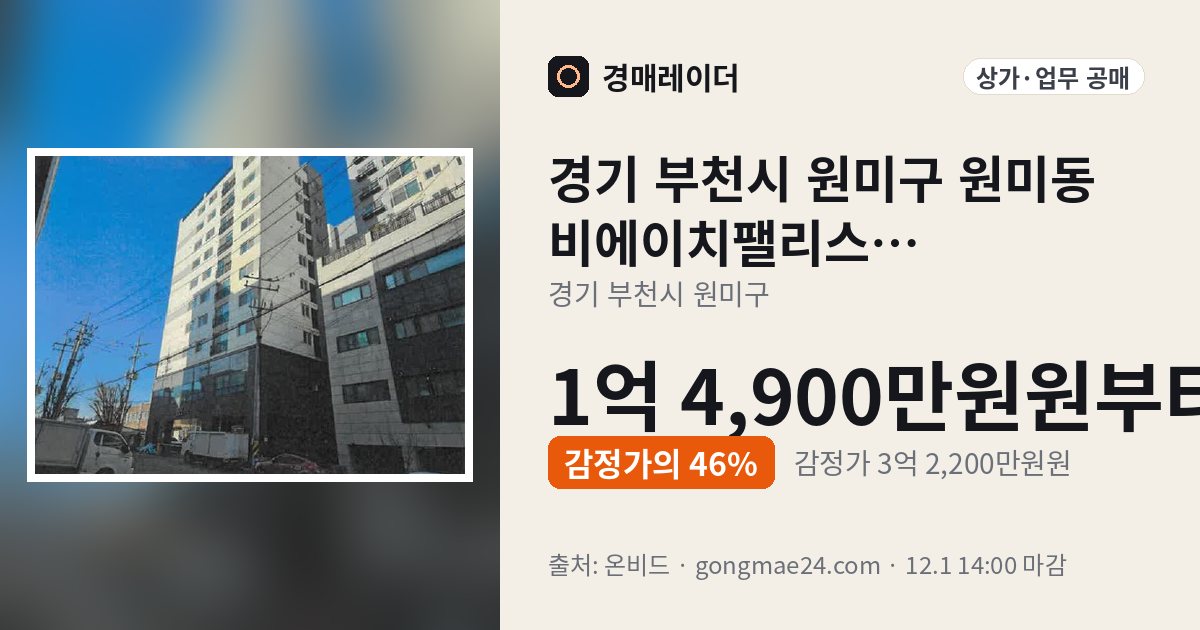 경매레이더
상가·업무 공매
경기 부천시 원미구 원미동
비에이치팰리스…
경기 부천시 원미구
1억 4,900만원원부터
감정가의 46%
감정가 3억 2,200만원원
출처: 온비드 · gongmae24.com · 12.1 14:00 마감